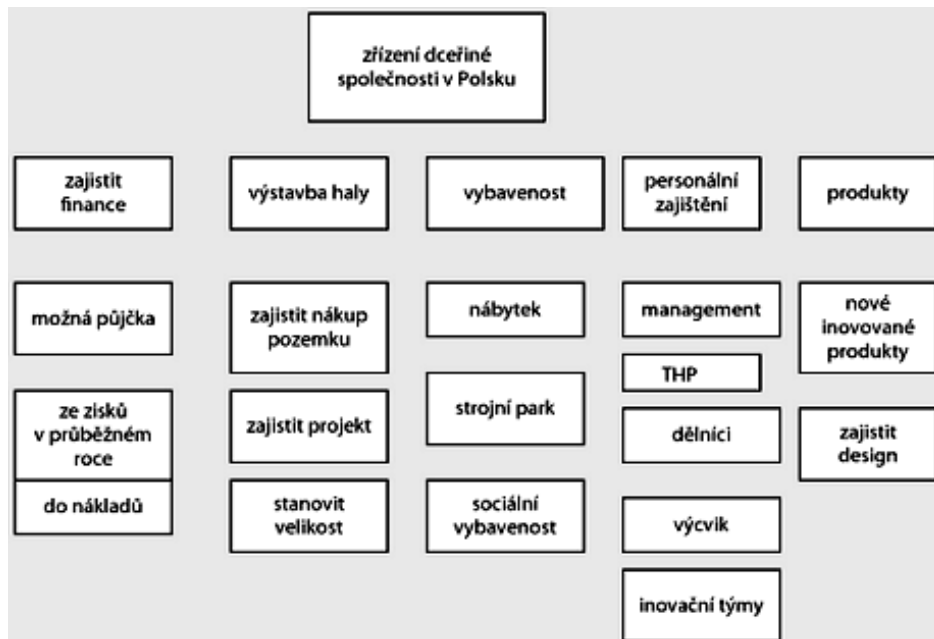 zřízení dceřiné
společnosti v Polsku
zajistit
finance
výstavba haly
vybavenost
personální
zajištění
produkty
možná půjčka
zajistit nákup
pozemku
nábytek
management
nové
inovované
produkty
THP
ze zisků
v průběžném
roce
zajistit projekt
strojní park
dělníci
zajistit
design
do nákladů
stanovit
velikost
sociální
vybavenost
výcvik
inovační týmy